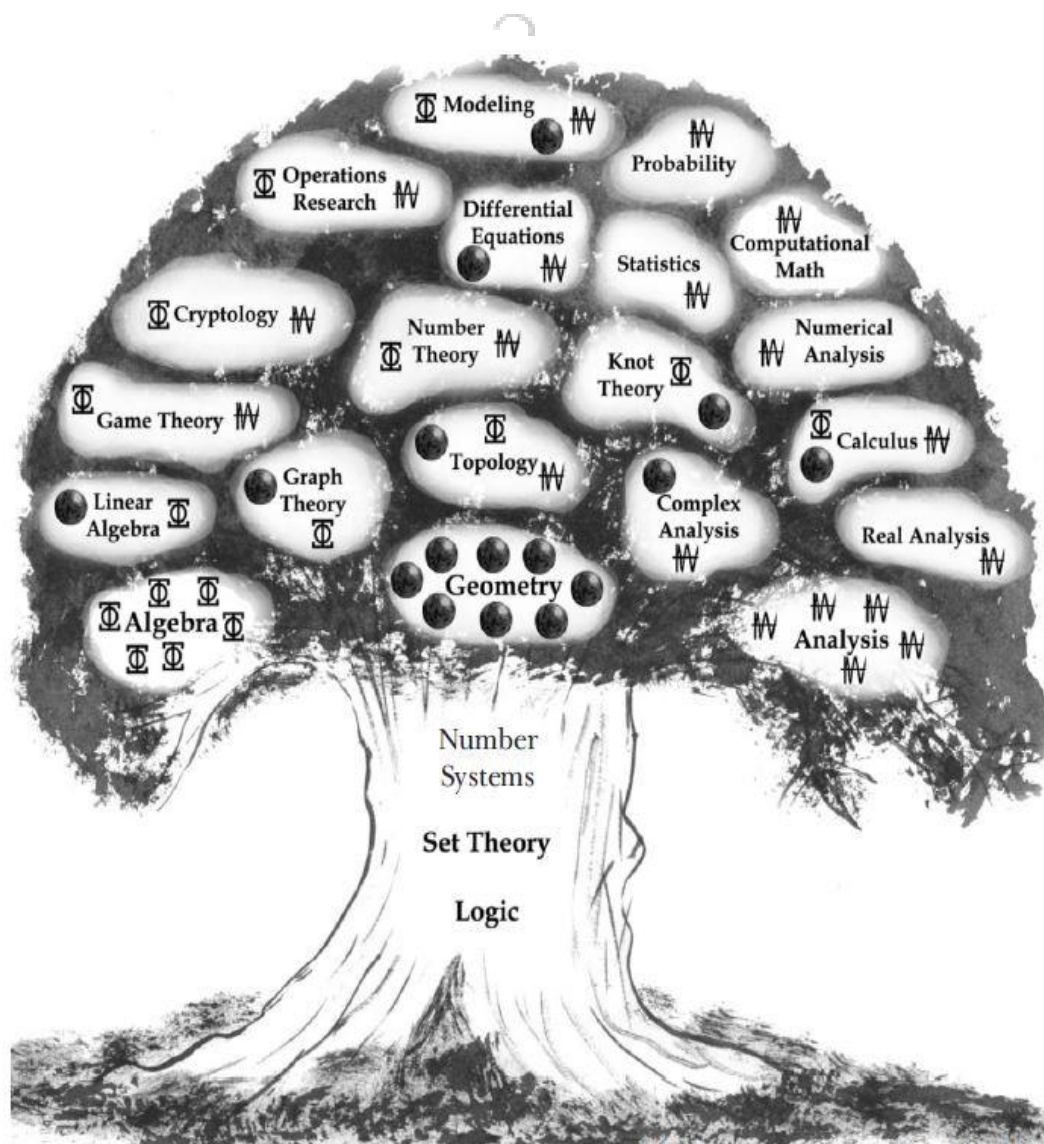 Modeling
Probability
Operations
Research
Differential
Equations
Statistics
Computational
Math
Cryptology
Number
Theory
Knot
Theory
Numerical
Analysis
Game Theory
Topology
Calculus
Linear
Algebra
Graph
Theory
Complex
Analysis
Real Analysis
Algebra
Geometry
Analysis
Number
Systems
Set Theory
Logic